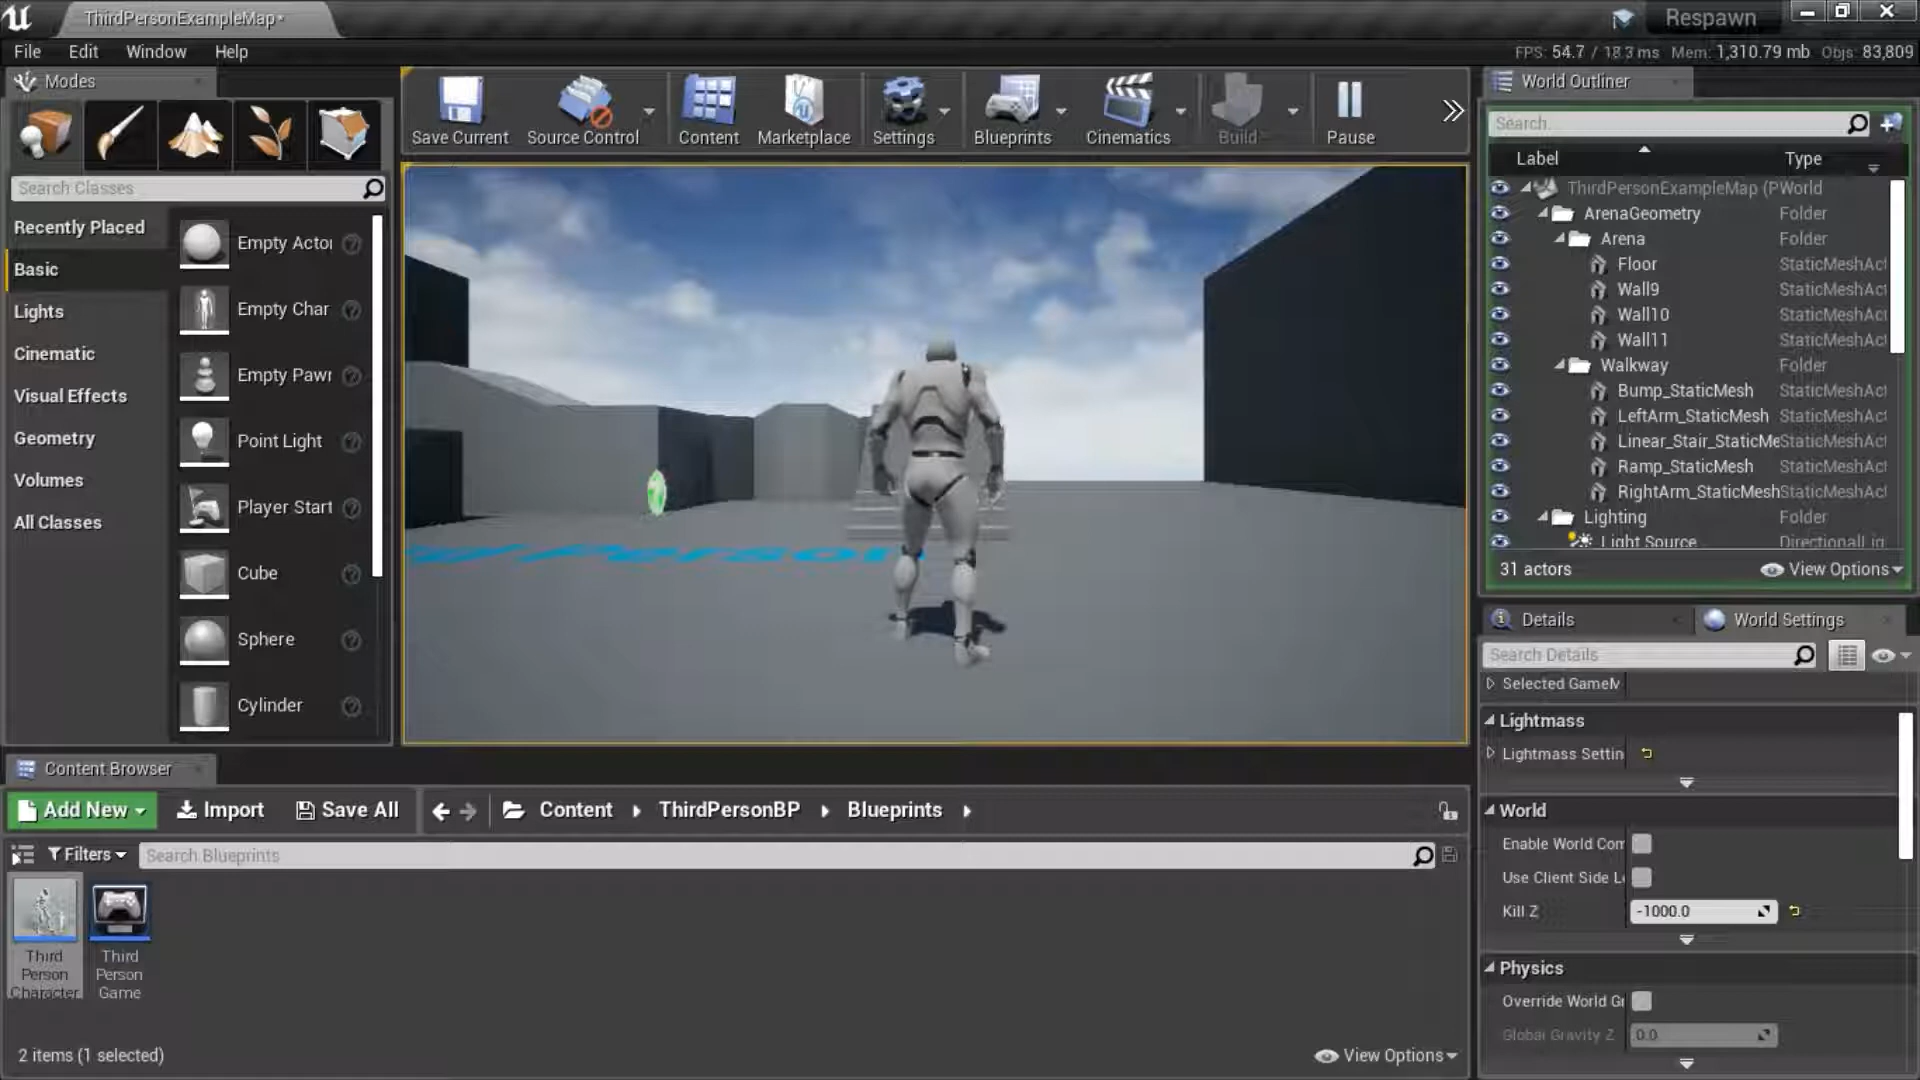 ThirdPersonExampleMap*
Respawn
File Edit Window Help
FPS: 54.7 / 18.3 ms Mem: 1,310.79 mb Objs: 83,809
Modes
Search Classes
Recently Placed
Basic
Lights
Cinematic
Visual Effects
Geometry
Volumes
All Classes
Empty Actor
Empty Char
Empty Pawn
Point Light
Player Start
Cube
Sphere
Cylinder
Save Current
Source Control
Content
Marketplace
Settings
Blueprints
Cinematics
Build
Pause
Person
World Outliner
Search...
Label Type
ThirdPersonExampleMap (P World
ArenaGeometry Folder
Arena Folder
Floor StaticMeshAct
Wall9 StaticMeshAct
Wall10 StaticMeshAct
Wall11 StaticMeshAct
Walkway Folder
Bump_StaticMesh StaticMeshAct
LeftArm_StaticMesh StaticMeshAct
Linear_Stair_StaticMe StaticMeshAct
Ramp_StaticMesh StaticMeshAct
RightArm_StaticMesh StaticMeshAct
Lighting Folder
Light Source DirectionalLig
31 actors
View Options
Details
World Settings
Search Details
Selected GameM
Lightmass
Lightmass Settin
World
Enable World Com
Use Client Side Le
Kill Z -1000.0
Physics
Override World Gr
Global Gravity Z 0.0
Content Browser
Add New
Import
Save All
Content
ThirdPersonBP
Blueprints
Filters
Search Blueprints
Third
Person
Character
Third
Person
Game
2 items (1 selected)
View Options